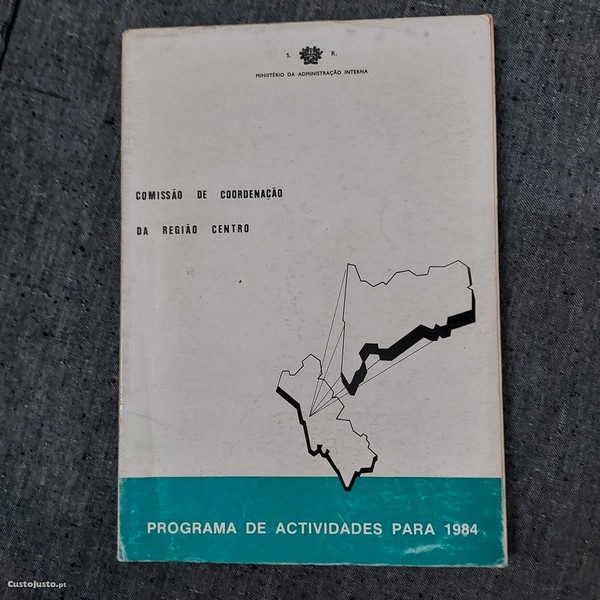 S. R.
MINISTÉRIO DA ADMINISTRAÇÃO INTERNA
COMISSÃO DE COORDENAÇÃO
DA REGIÃO CENTRO
PROGRAMA DE ACTIVIDADES PARA 1984
CustoJusto.pt